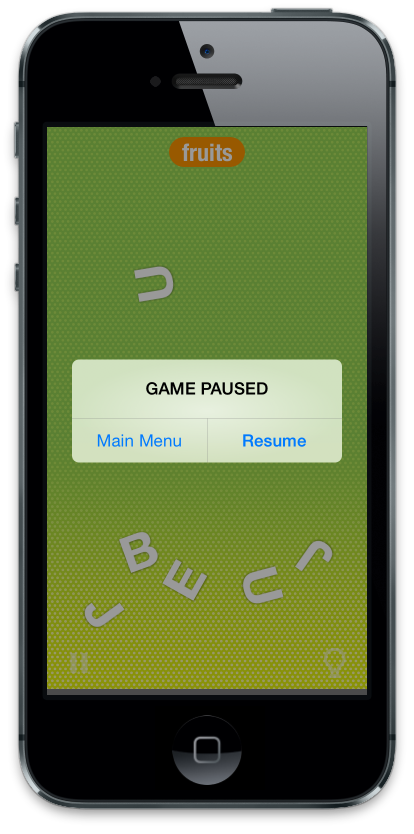 fruits
U
GAME PAUSED
Main Menu Resume
J B E U J